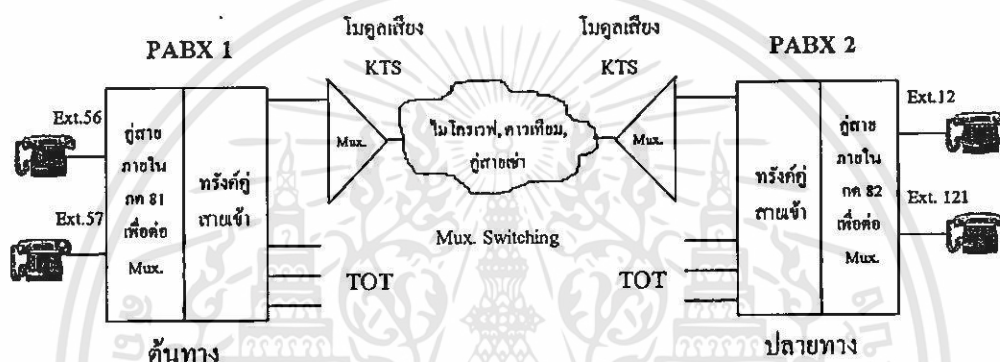 โมดูลเสียง
KTS
โมดูลเสียง
KTS
PABX 1
PABX 2
Ext.56
Ext.57
คู่สาย
ภายใน
กด 81
เพื่อต่อ
Mux.
ทรังค์คู่
สายเข้า
Mux.
ไมโครเวฟ, ดาวเทียม,
คู่สายเช่า
Mux. Switching
Mux.
ทรังค์คู่
สายเข้า
คู่สาย
ภายใน
กด 82
เพื่อต่อ
Mux.
Ext.12
Ext. 121
TOT
TOT
ต้นทาง
ปลายทาง